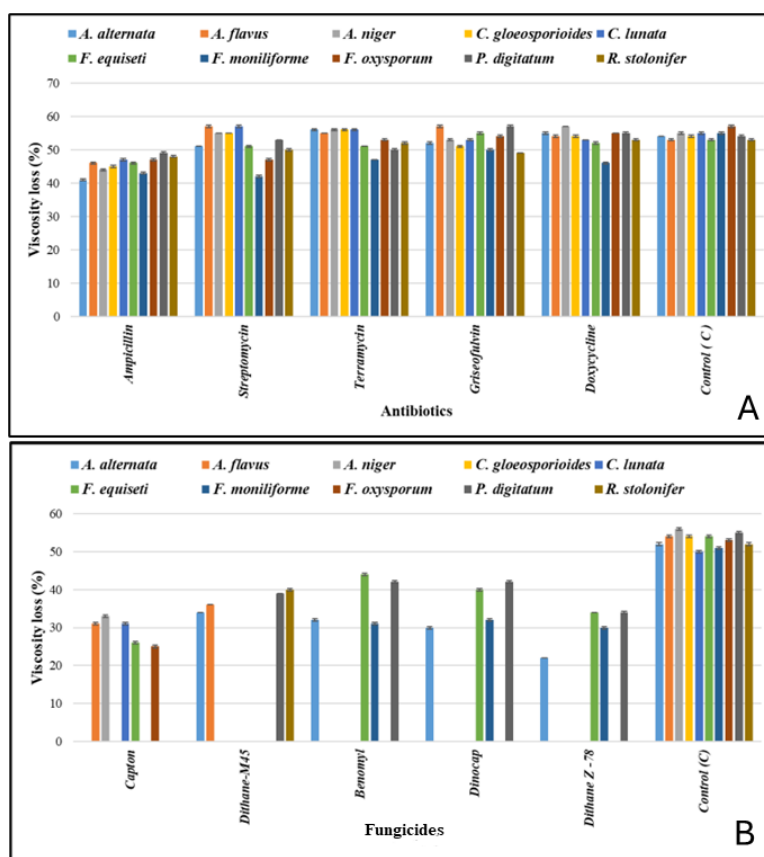 A. alternata A. flavus A. niger C. gloeosporioides C. lunata
F. equiseti F. moniliforme F. oxysporum P. digitatum R. stolonifer
70
60
50
40
30
20
10
0
Viscosity loss (%)
Ampicillin
Streptomycin
Terramycin
Griseofulvin
Doxycycline
Control ( C )
Antibiotics
A
A. alternata A. flavus A. niger C. gloeosporioides C. lunata
F. equiseti F. moniliforme F. oxysporum P. digitatum R. stolonifer
60
50
40
30
20
10
0
Viscosity loss (%)
Capton
Dithane-M45
Benomyl
Dinocap
Dithane Z -78
Control (C)
Fungicides
B